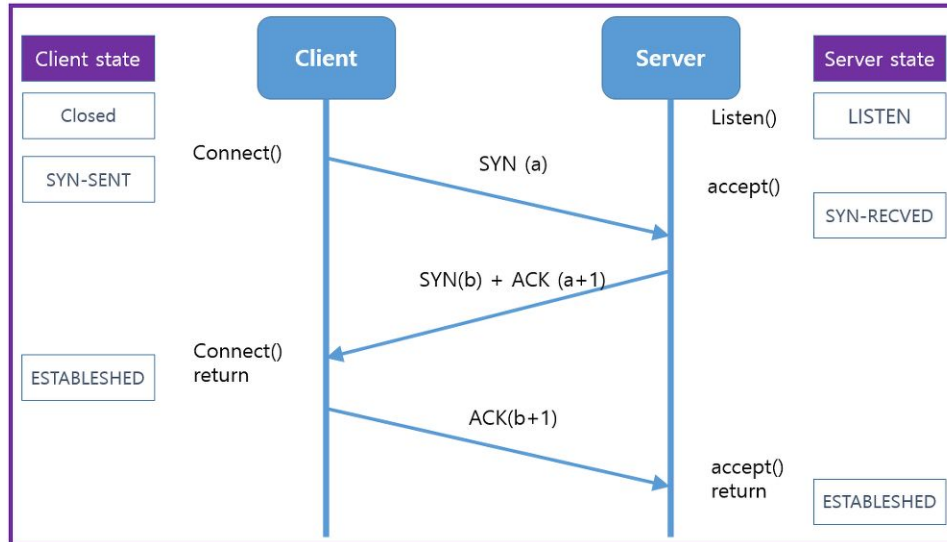 Client state
Client
Server
Server state
Closed
Listen()
LISTEN
Connect()
SYN (a)
SYN-SENT
accept()
SYN-RECVED
SYN(b) + ACK (a+1)
Connect()
return
ESTABLESHED
ACK(b+1)
accept()
return
ESTABLESHED